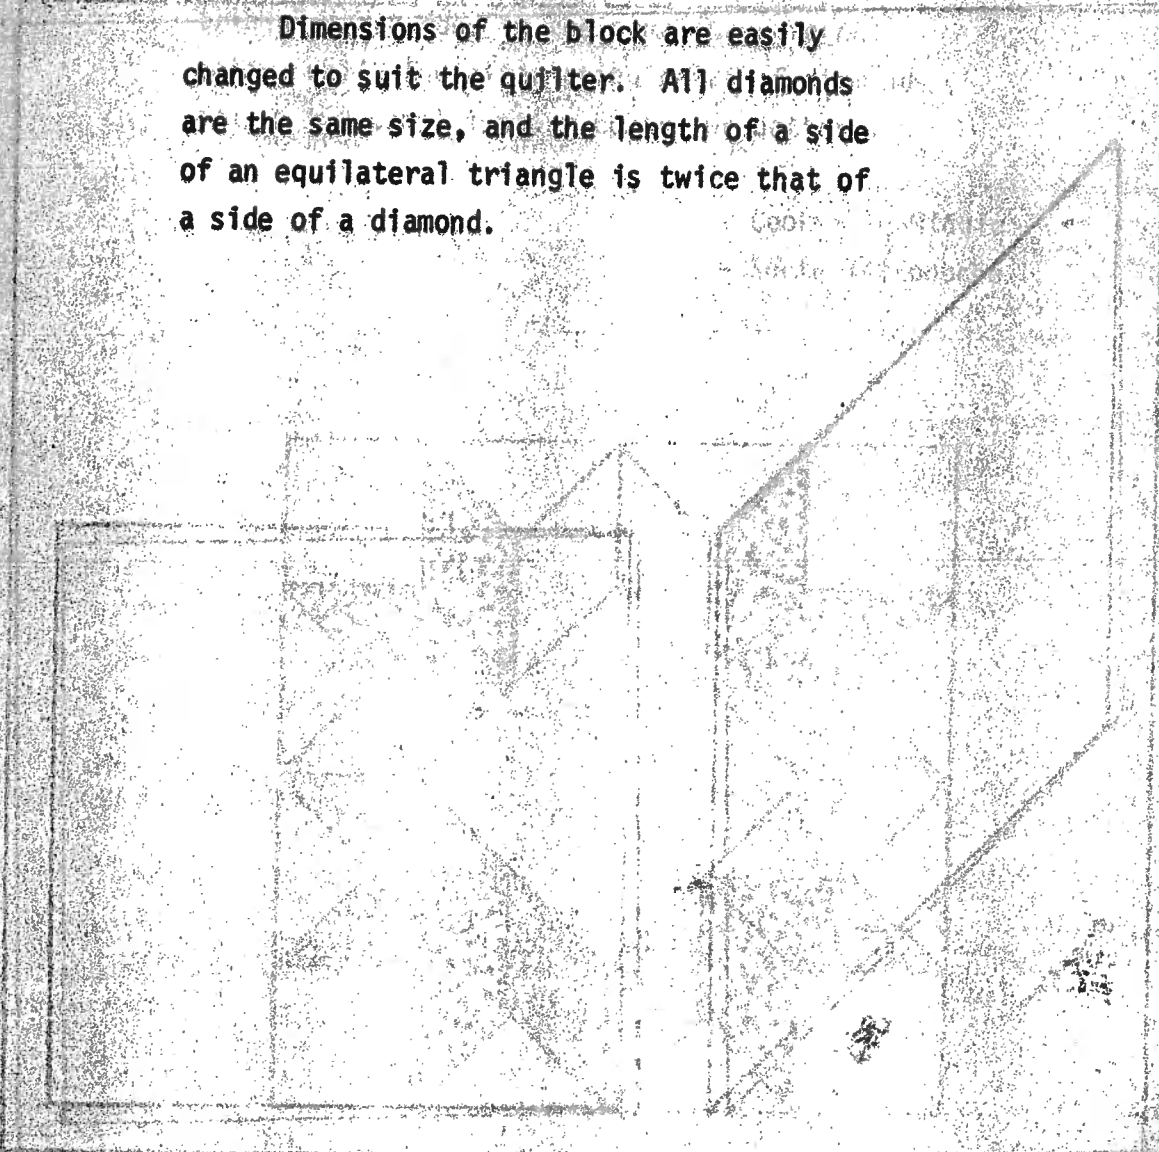 Dimensions of the block are easily
changed to suit the quilter. All diamonds
are the same size, and the length of a side
of an equilateral triangle is twice that of
a side of a diamond.